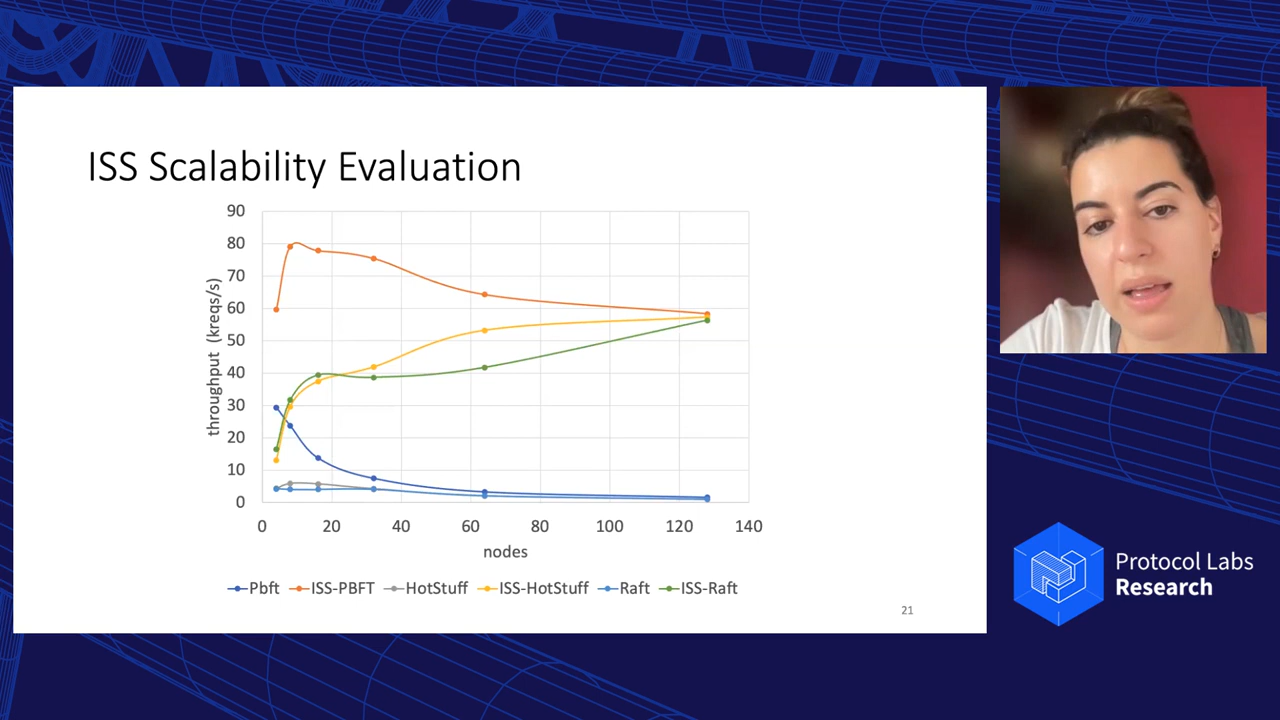 ISS Scalability Evaluation
90
80
70
60
50
40
30
20
10
0
throughput (kreqs/s)
0 20 40 60 80 100 120 140
nodes
Pbft ISS-PBFT HotStuff ISS-HotStuff Raft ISS-Raft
21
Protocol Labs
Research